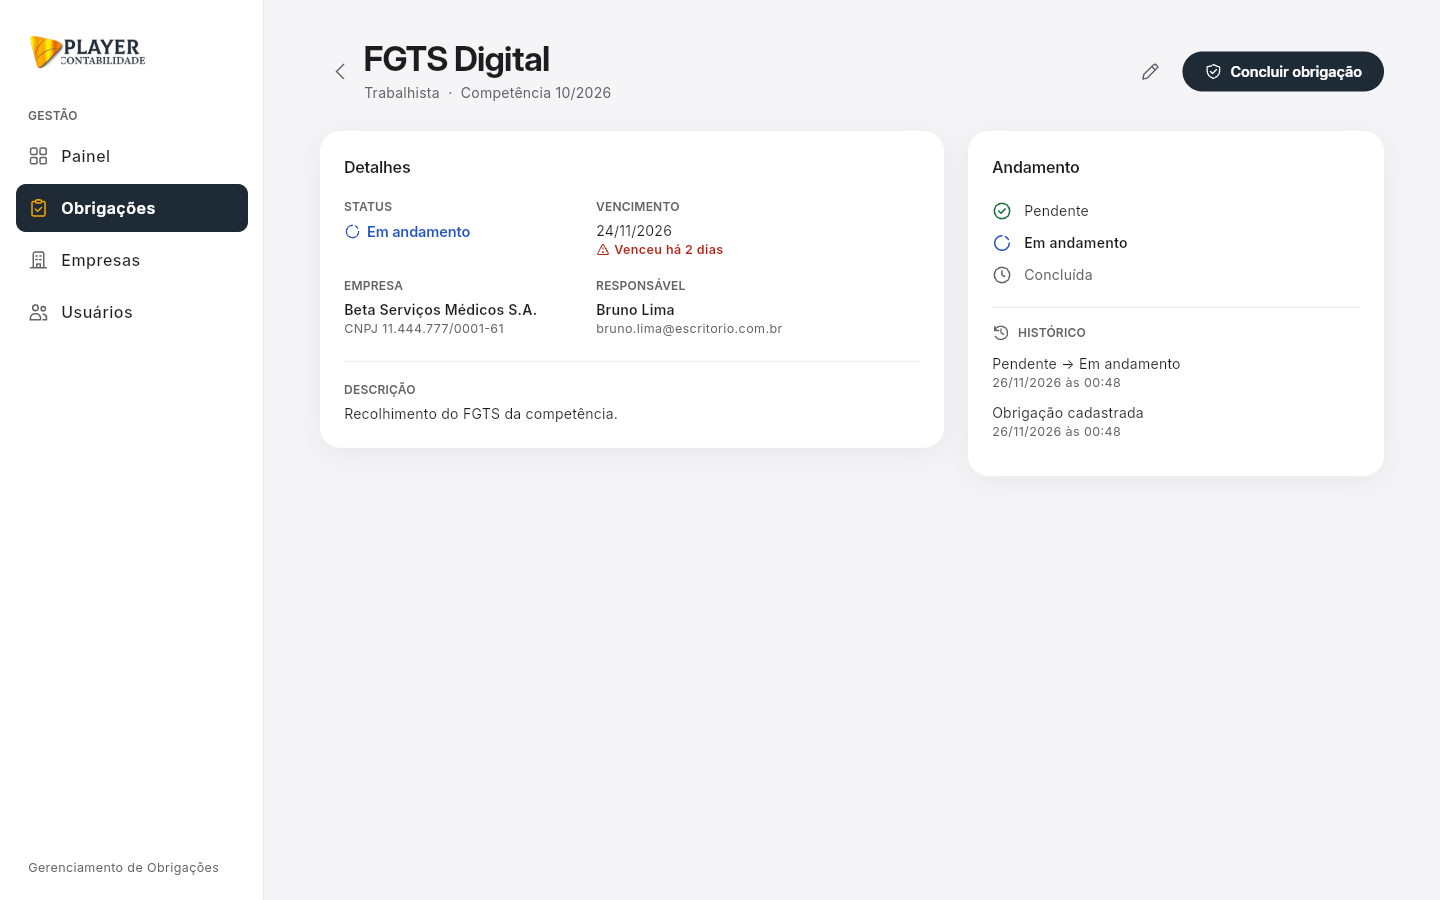 PLAYER
CONTABILIDADE
GESTÃO
Painel
Obrigações
Empresas
Usuários
Gerenciamento de Obrigações
FGTS Digital
Trabalhista · Competência 10/2026
Concluir obrigação
Detalhes
STATUS
Em andamento
VENCIMENTO
24/11/2026
Venceu há 2 dias
EMPRESA
Beta Serviços Médicos S.A.
CNPJ 11.444.777/0001-61
RESPONSÁVEL
Bruno Lima
bruno.lima@escritorio.com.br
DESCRIÇÃO
Recolhimento do FGTS da competência.
Andamento
Pendente
Em andamento
Concluída
HISTÓRICO
Pendente → Em andamento
26/11/2026 às 00:48
Obrigação cadastrada
26/11/2026 às 00:48